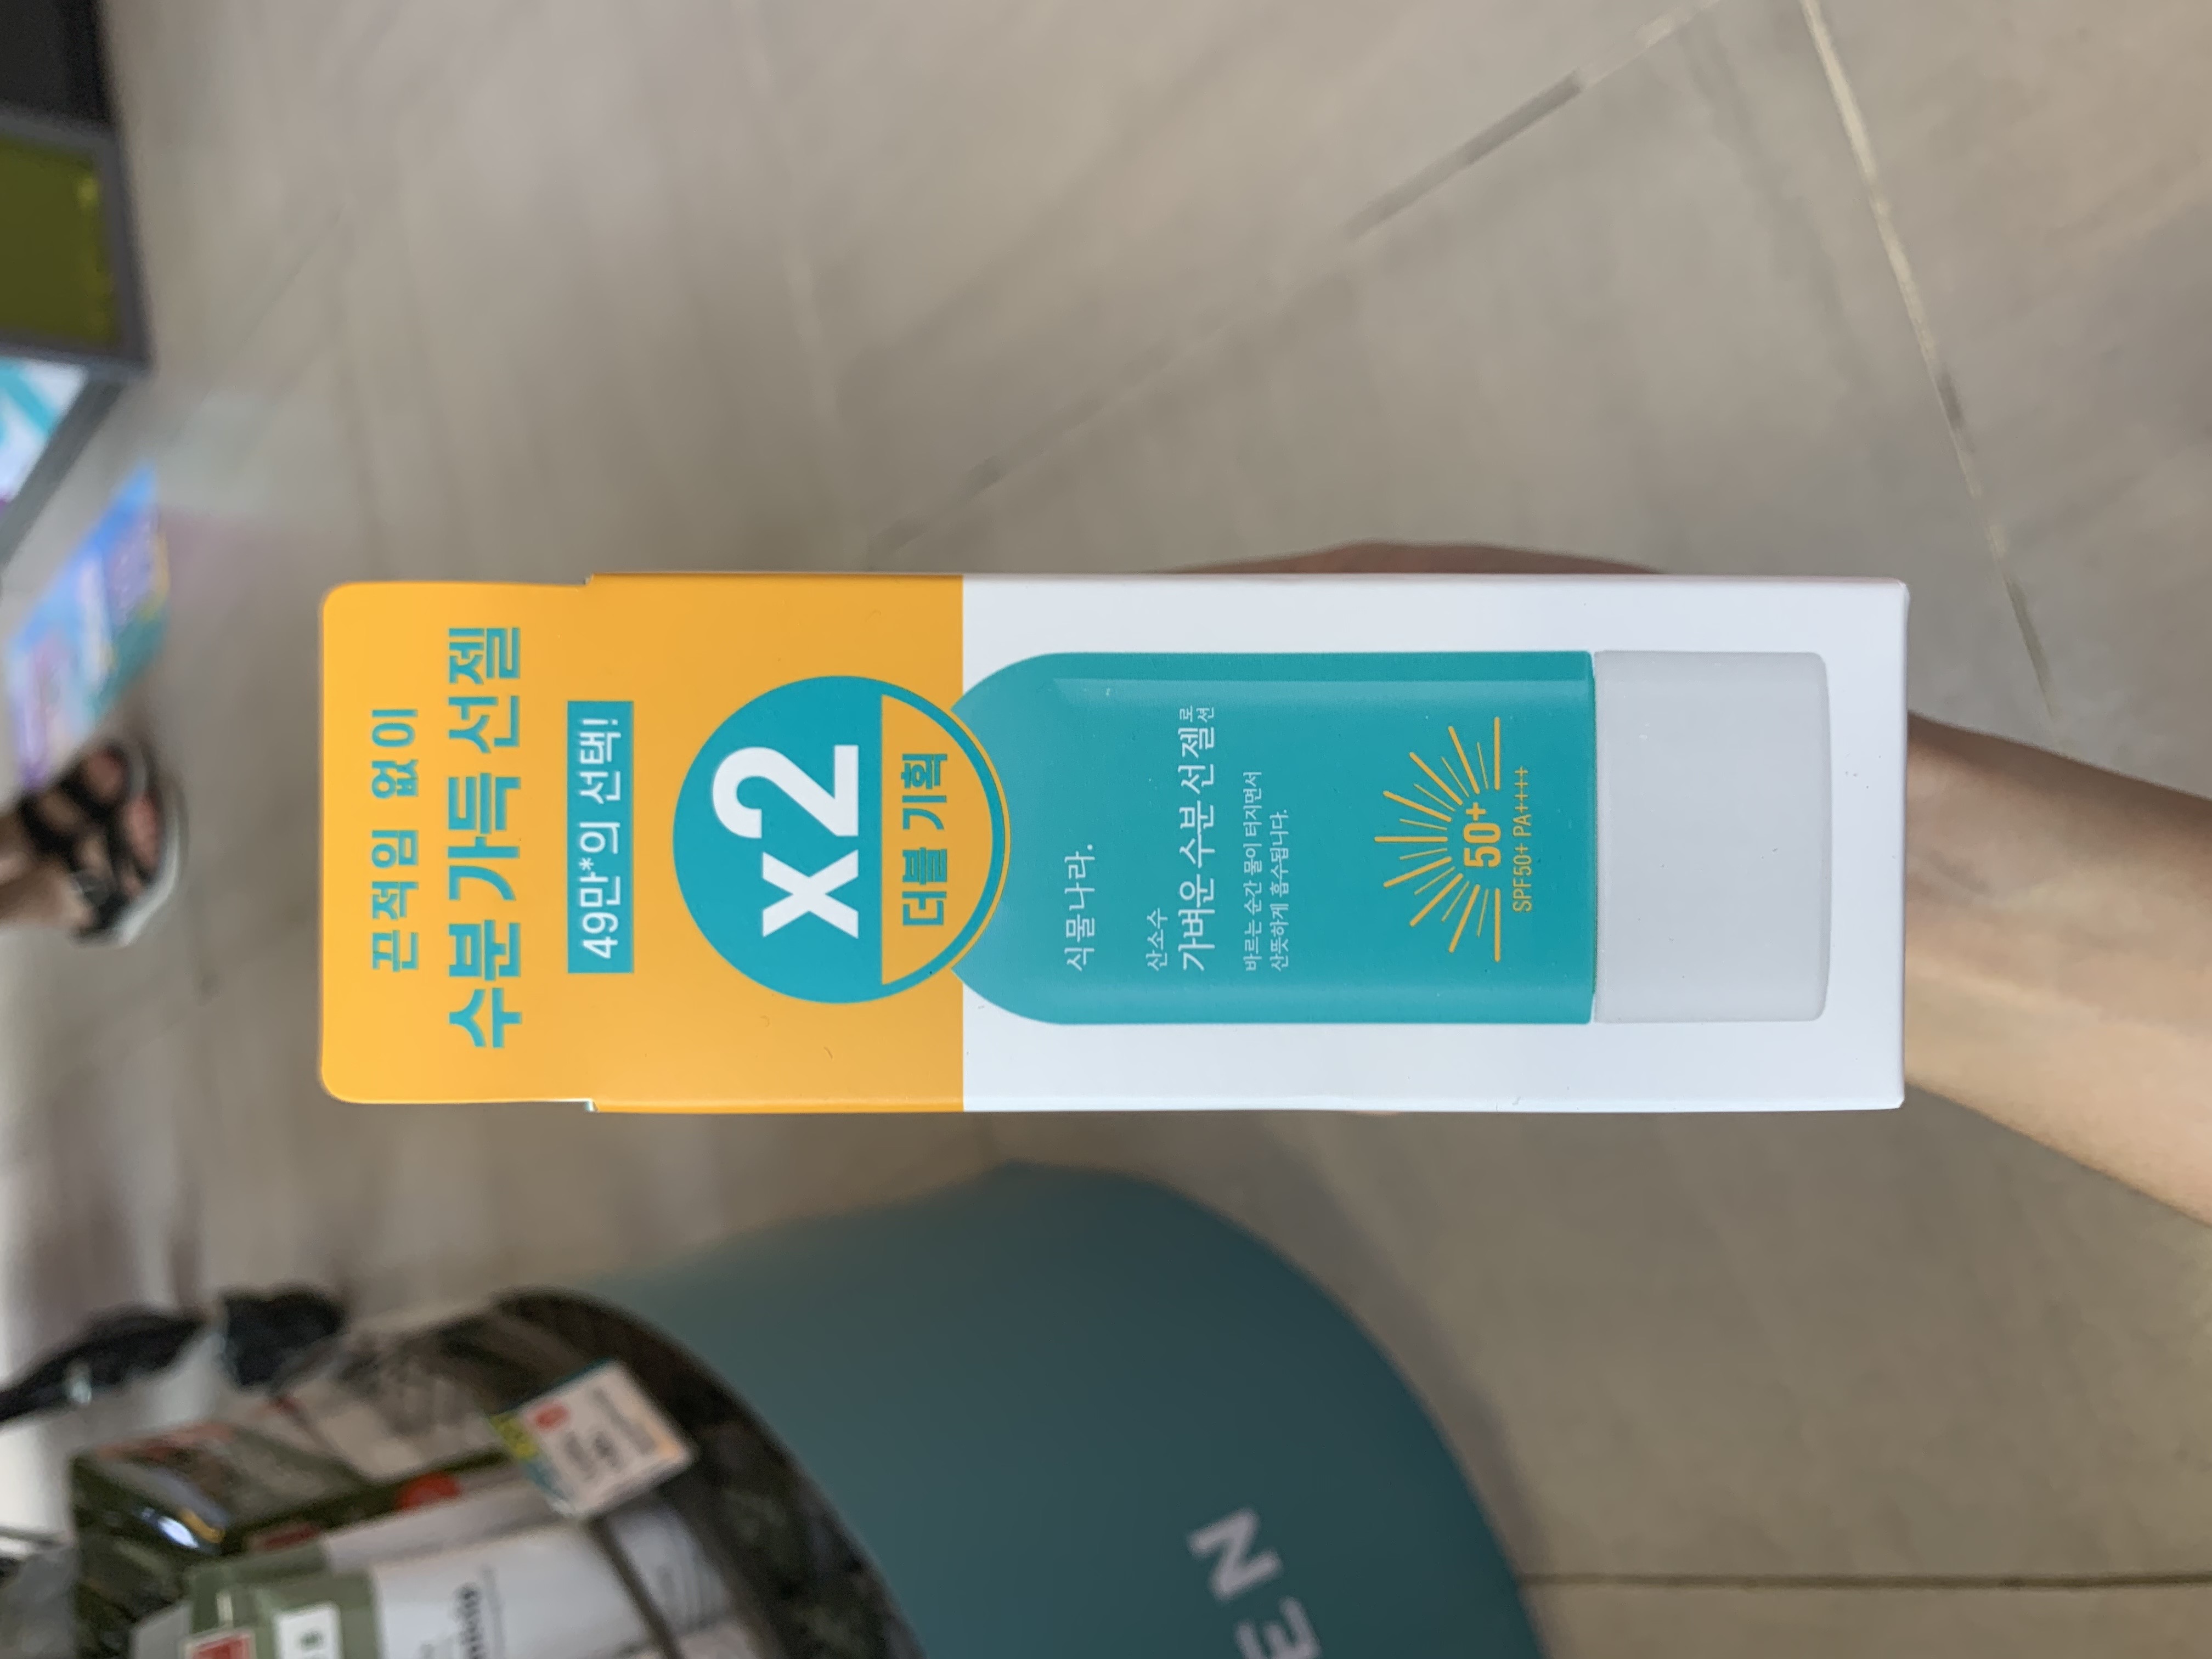 끈적임 없이
수분 가득 선젤
49만*의 선택!
x2
더블 기획
식물나라.
산소수
가벼운 수분 선젤로션
바르는 순간 물이 터지면서
산뜻하게 흡수됩니다.
50+
SPF50+ PA++++
EN